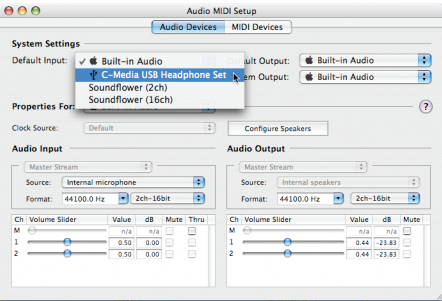 Audio MIDI Setup
Audio Devices MIDI Devices
System Settings
Default Input: ✓ Built-in Audio Default Output: Built-in Audio
C-Media USB Headphone Set
Soundflower (2ch) System Output: Built-in Audio
Soundflower (16ch)
Properties For: ?
Clock Source: Default Configure Speakers
Audio Input Audio Output
Master Stream Master Stream
Source: Internal microphone Source: Internal speakers
Format: 44100.0 Hz 2ch-16bit Format: 44100.0 Hz 2ch-16bit
Ch Volume Slider Value dB Mute Thru Ch Volume Slider Value dB Mute
M n/a n/a M n/a n/a
1 0.50 0.00 1 0.44 -23.83
2 0.50 0.00 2 0.44 -23.83